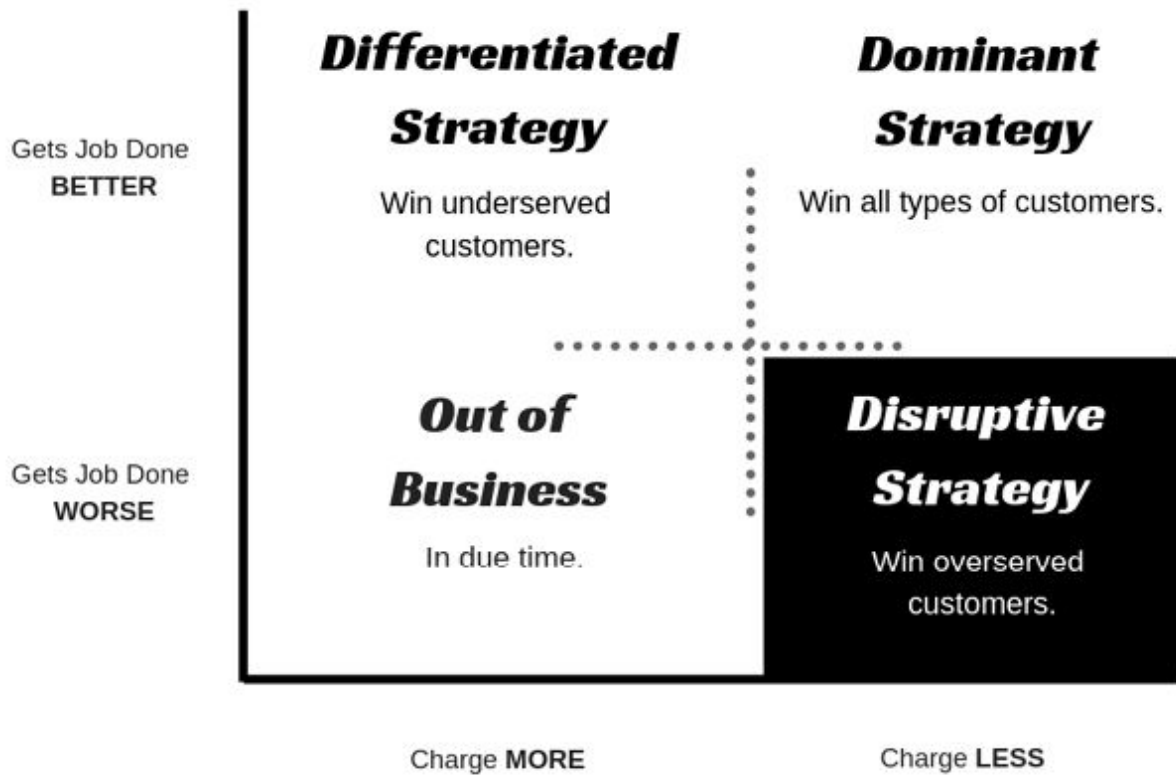 Differentiated
Strategy
Win underserved
customers.
Dominant
Strategy
Win all types of customers.
Gets Job Done
BETTER
Out of
Business
In due time.
Disruptive
Strategy
Win overserved
customers.
Gets Job Done
WORSE
Charge MORE
Charge LESS